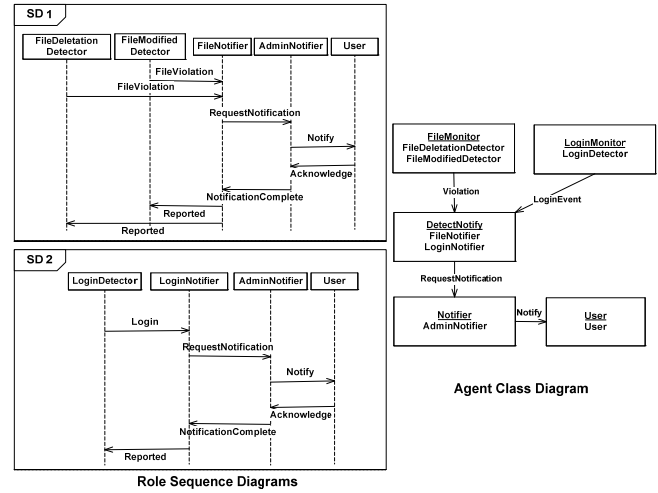 SD 1
FileDeletation
Detector
FileModified
Detector
FileNotifier
AdminNotifier
User
FileViolation
FileViolation
RequestNotification
Notify
Acknowledge
NotificationComplete
Reported
Reported
SD 2
LoginDetector
LoginNotifier
AdminNotifier
User
Login
RequestNotification
Notify
Acknowledge
NotificationComplete
Reported
Role Sequence Diagrams
FileMonitor
FileDeletationDetector
FileModifiedDetector
LoginMonitor
LoginDetector
Violation
LoginEvent
DetectNotify
FileNotifier
LoginNotifier
RequestNotification
Notifier
AdminNotifier
Notify
User
User
Agent Class Diagram